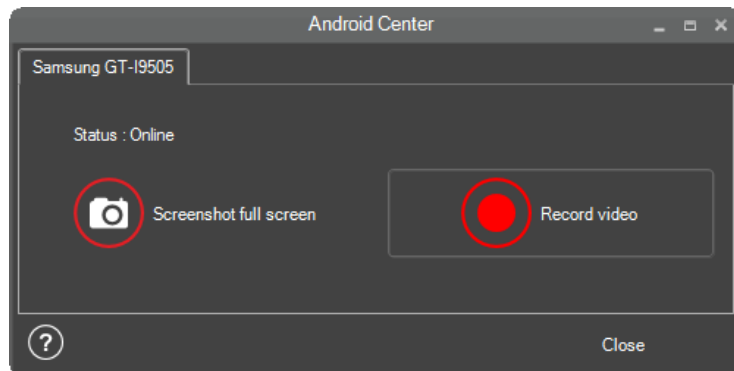 Android Center
Samsung GT-I9505
Status : Online
Screenshot full screen
Record video
?
Close